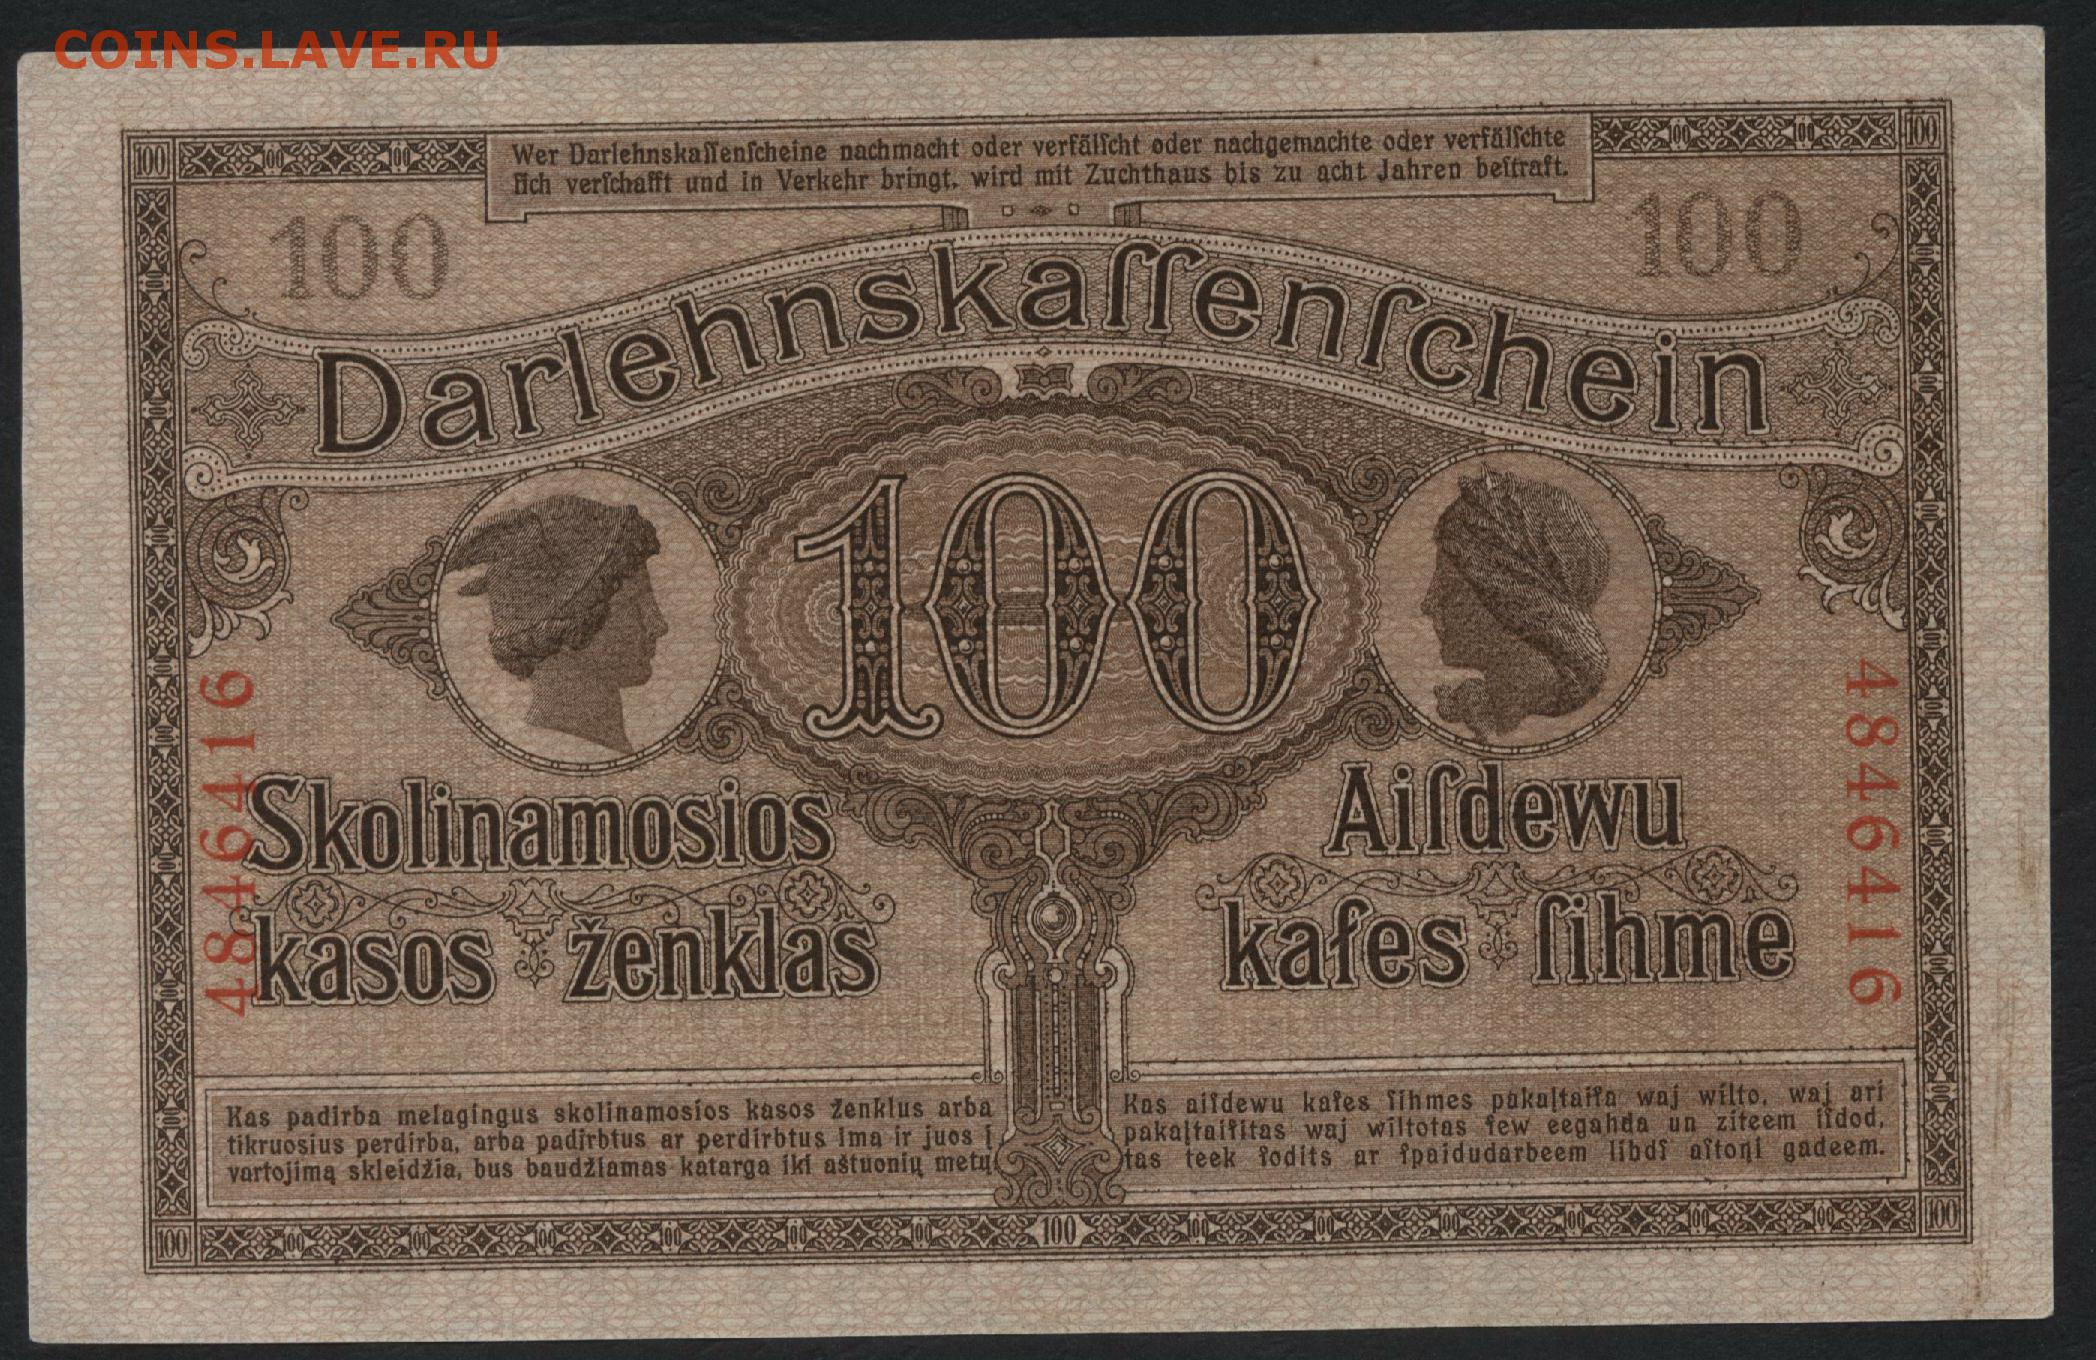 COINS.LAVE.RU
Wer Darlehnskaſſenſcheine nachmacht oder verfälſcht oder nachgemachte oder verfälſchte
ſich verſchafft und in Verkehr bringt, wird mit Zuchthaus bis zu acht Jahren beſtraft.
100 100
Darlehnskaſſenſchein
100
4846416
4846416
Skolinamosios
kasos ženklas
Aiſdewu
kaſes ſihme
Kas padirba melagingus skolinamosios kasos ženklus arba
tikruosius perdirba, arba padirbtus ar perdirbtus ima ir juos į
vartojimą skleidžia, bus baudžiamas katarga iki aštuonių metų
Kas aiſdewu kaſes ſihmes pakaļtaiſa waj wilto, waj ari
pakaļtaiſitas waj wiltotas ſew eegahda un ziteem iſdod,
tas teek ſodits ar ſpaidudarbeem libdſ aſtoņi gadeem.
100